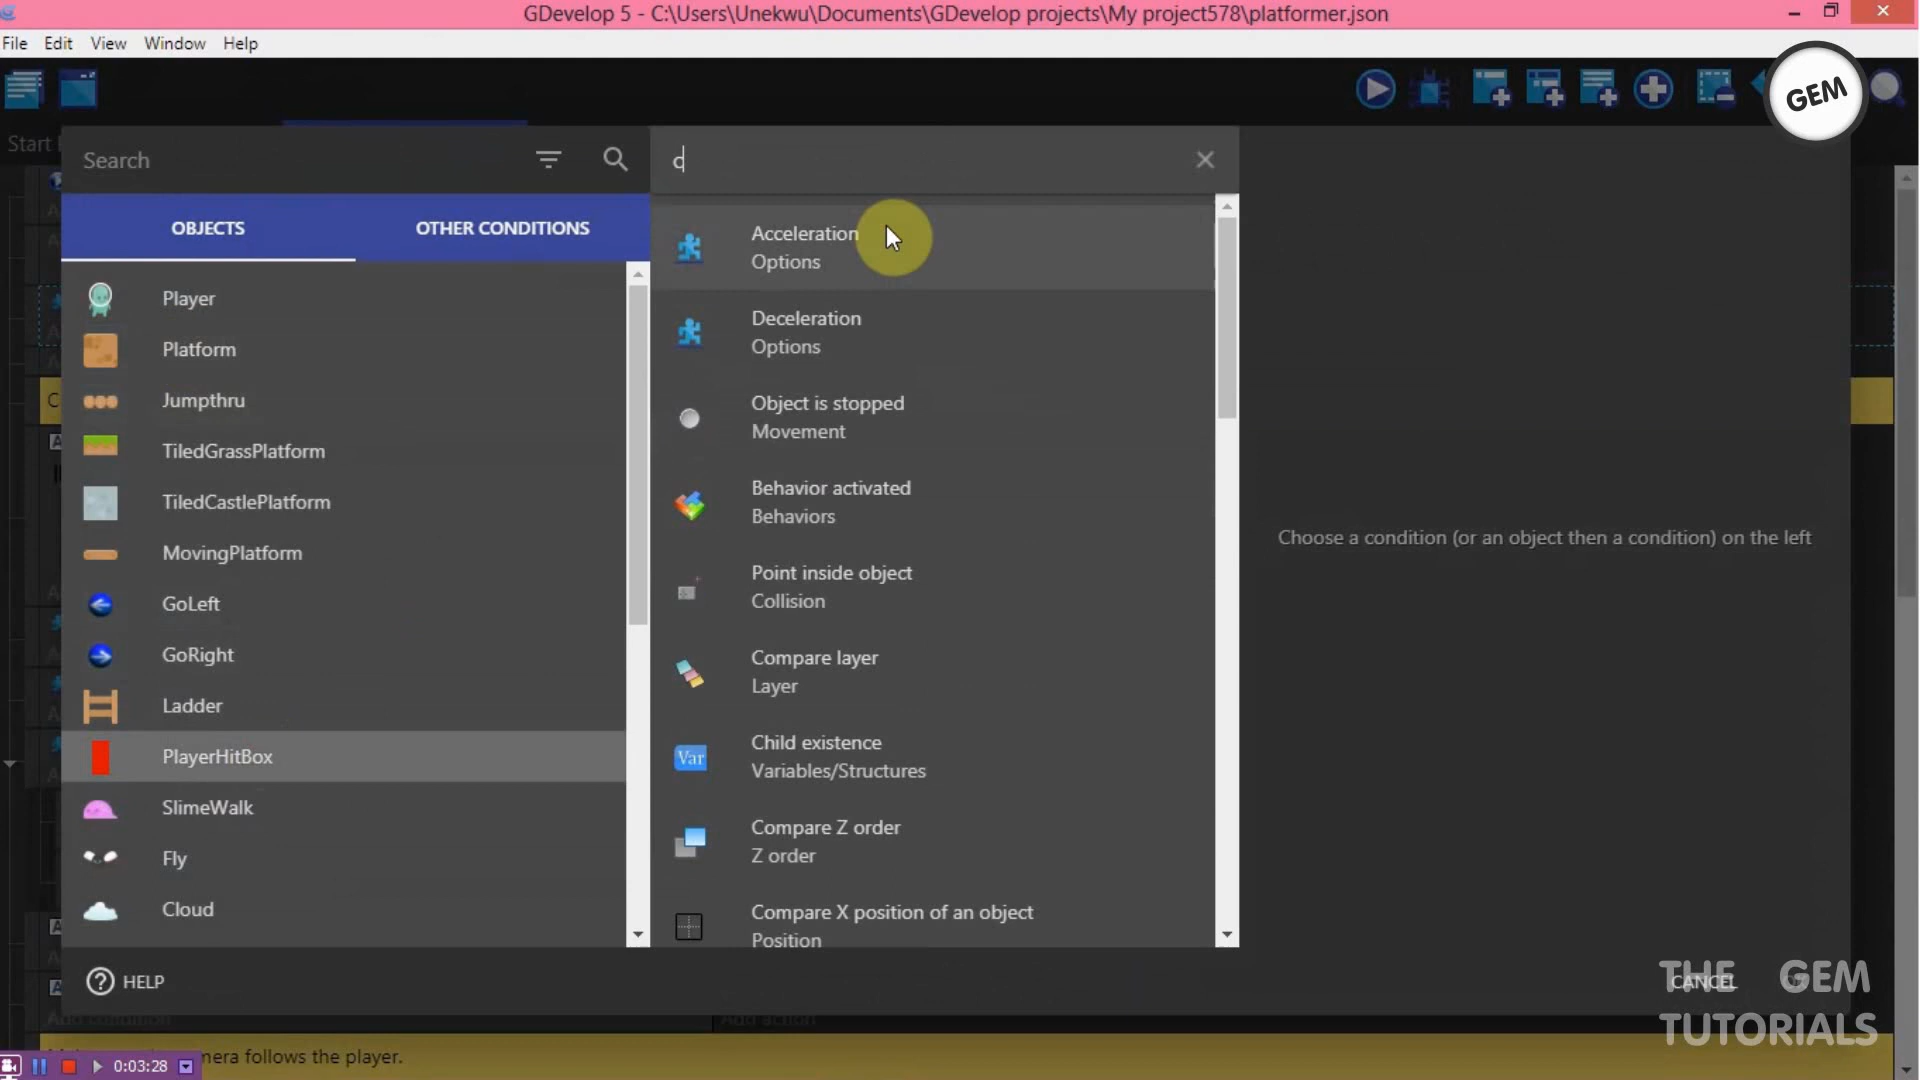 GDevelop 5 - C:\Users\Unekwu\Documents\GDevelop projects\My project578\platformer.json
File Edit View Window Help
GEM
Start
Search
c
OBJECTS
OTHER CONDITIONS
Player
Platform
Jumpthru
TiledGrassPlatform
TiledCastlePlatform
MovingPlatform
GoLeft
GoRight
Ladder
PlayerHitBox
SlimeWalk
Fly
Cloud
Acceleration
Options
Deceleration
Options
Object is stopped
Movement
Behavior activated
Behaviors
Point inside object
Collision
Compare layer
Layer
Var
Child existence
Variables/Structures
Compare Z order
Z order
Compare X position of an object
Position
Choose a condition (or an object then a condition) on the left
HELP
CANCEL
THE GEM
TUTORIALS
Add condition
Add action
follows the player.
0:03:28